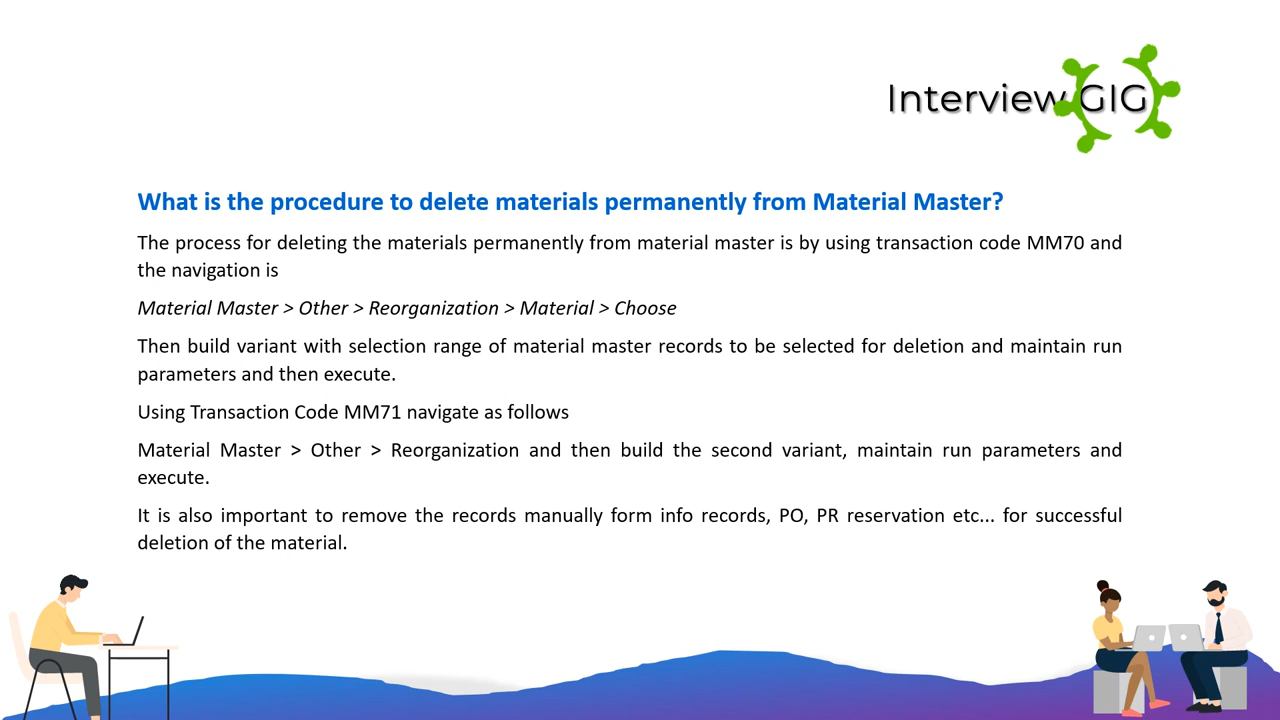 Interview GIG
What is the procedure to delete materials permanently from Material Master?
The process for deleting the materials permanently from material master is by using transaction code MM70 and
the navigation is
Material Master > Other > Reorganization > Material > Choose
Then build variant with selection range of material master records to be selected for deletion and maintain run
parameters and then execute.
Using Transaction Code MM71 navigate as follows
Material Master > Other > Reorganization and then build the second variant, maintain run parameters and
execute.
It is also important to remove the records manually form info records, PO, PR reservation etc... for successful
deletion of the material.